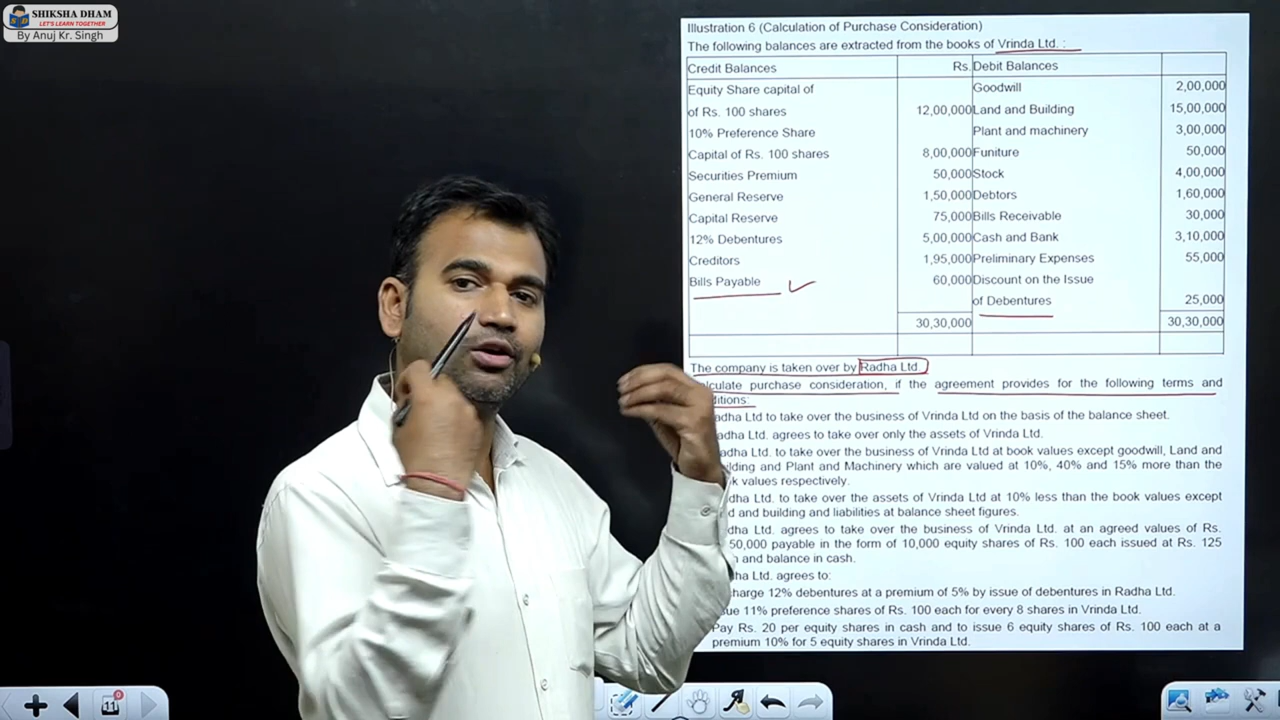 SHIKSHA DHAM
LET'S LEARN TOGETHER
By Anuj Kr. Singh
Illustration 6 (Calculation of Purchase Consideration)
The following balances are extracted from the books of Vrinda Ltd. :
Credit Balances Rs. Debit Balances
Equity Share capital of Goodwill 2,00,000
of Rs. 100 shares 12,00,000 Land and Building 15,00,000
10% Preference Share Plant and machinery 3,00,000
Capital of Rs. 100 shares 8,00,000 Funiture 50,000
Securities Premium 50,000 Stock 4,00,000
General Reserve 1,50,000 Debtors 1,60,000
Capital Reserve 75,000 Bills Receivable 30,000
12% Debentures 5,00,000 Cash and Bank 3,10,000
Creditors 1,95,000 Preliminary Expenses 55,000
Bills Payable 60,000 Discount on the Issue
of Debentures 25,000
30,30,000 30,30,000
The company is taken over by Radha Ltd
purchase consideration, if the agreement provides for the following terms and
Ltd to take over the business of Vrinda Ltd on the basis of the balance sheet.
Ltd. agrees to take over only the assets of Vrinda Ltd.
Ltd. to take over the business of Vrinda Ltd at book values except goodwill, Land and
and Plant and Machinery which are valued at 10%, 40% and 15% more than the
values respectively.
Ltd. to take over the assets of Vrinda Ltd at 10% less than the book values except
and building and liabilities at balance sheet figures.
Ltd. agrees to take over the business of Vrinda Ltd. at an agreed values of Rs.
payable in the form of 10,000 equity shares of Rs. 100 each issued at Rs. 125
and balance in cash.
Ltd. agrees to:
12% debentures at a premium of 5% by issue of debentures in Radha Ltd.
11% preference shares of Rs. 100 each for every 8 shares in Vrinda Ltd.
Pay Rs. 20 per equity shares in cash and to issue 6 equity shares of Rs. 100 each at a
premium 10% for 5 equity shares in Vrinda Ltd.
11